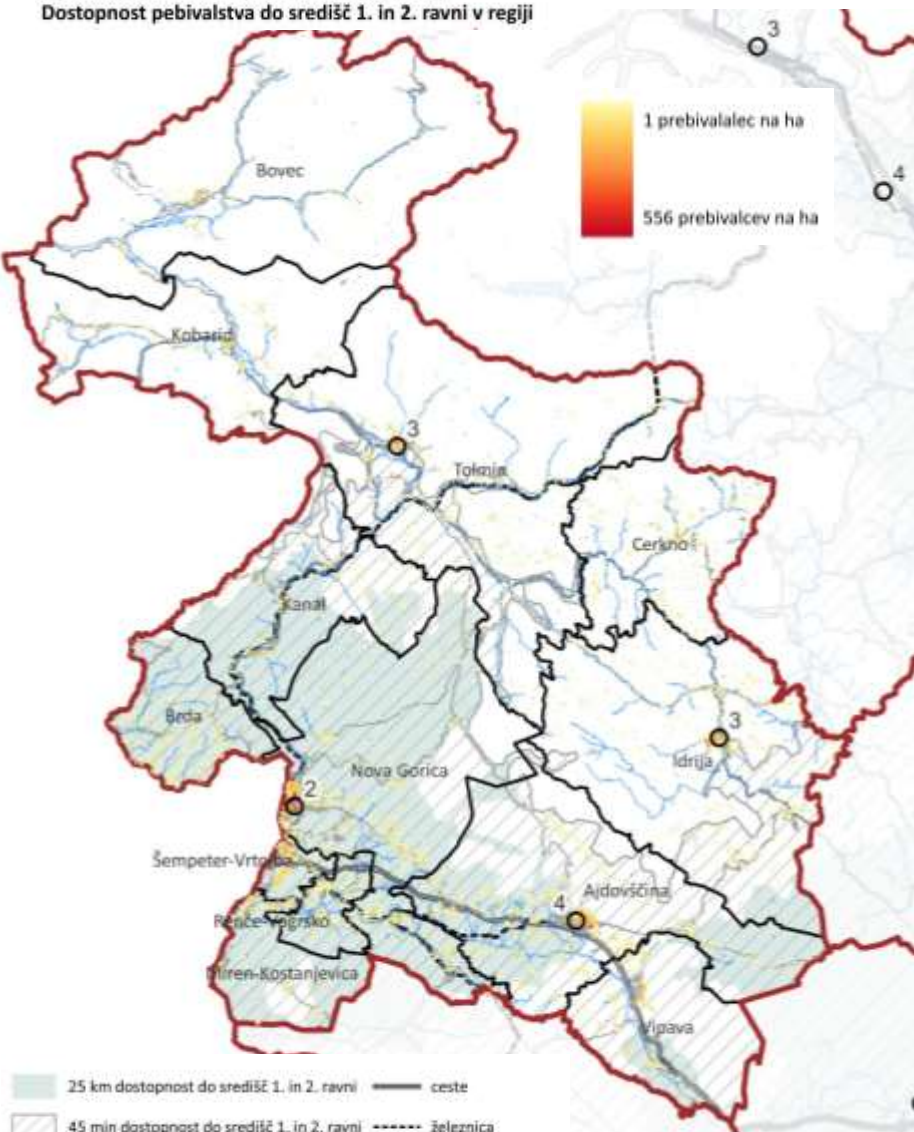 Dostopnost pebivalstva do središč 1. in 2. ravni v regiji
3
1 prebivalalec na ha
4
556 prebivalcev na ha
Bovec
Kobarid
3
Tolmin
Cerkno
Kanal
Brda
3
Idrija
Nova Gorica
2
Šempeter-Vrtojba
Ajdovščina
4
Renče-Vogrsko
Miren-Kostanjevica
Vipava
25 km dostopnost do središč 1. in 2. ravni
ceste
45 min dostopnost do središč 1. in 2. ravni
železnica